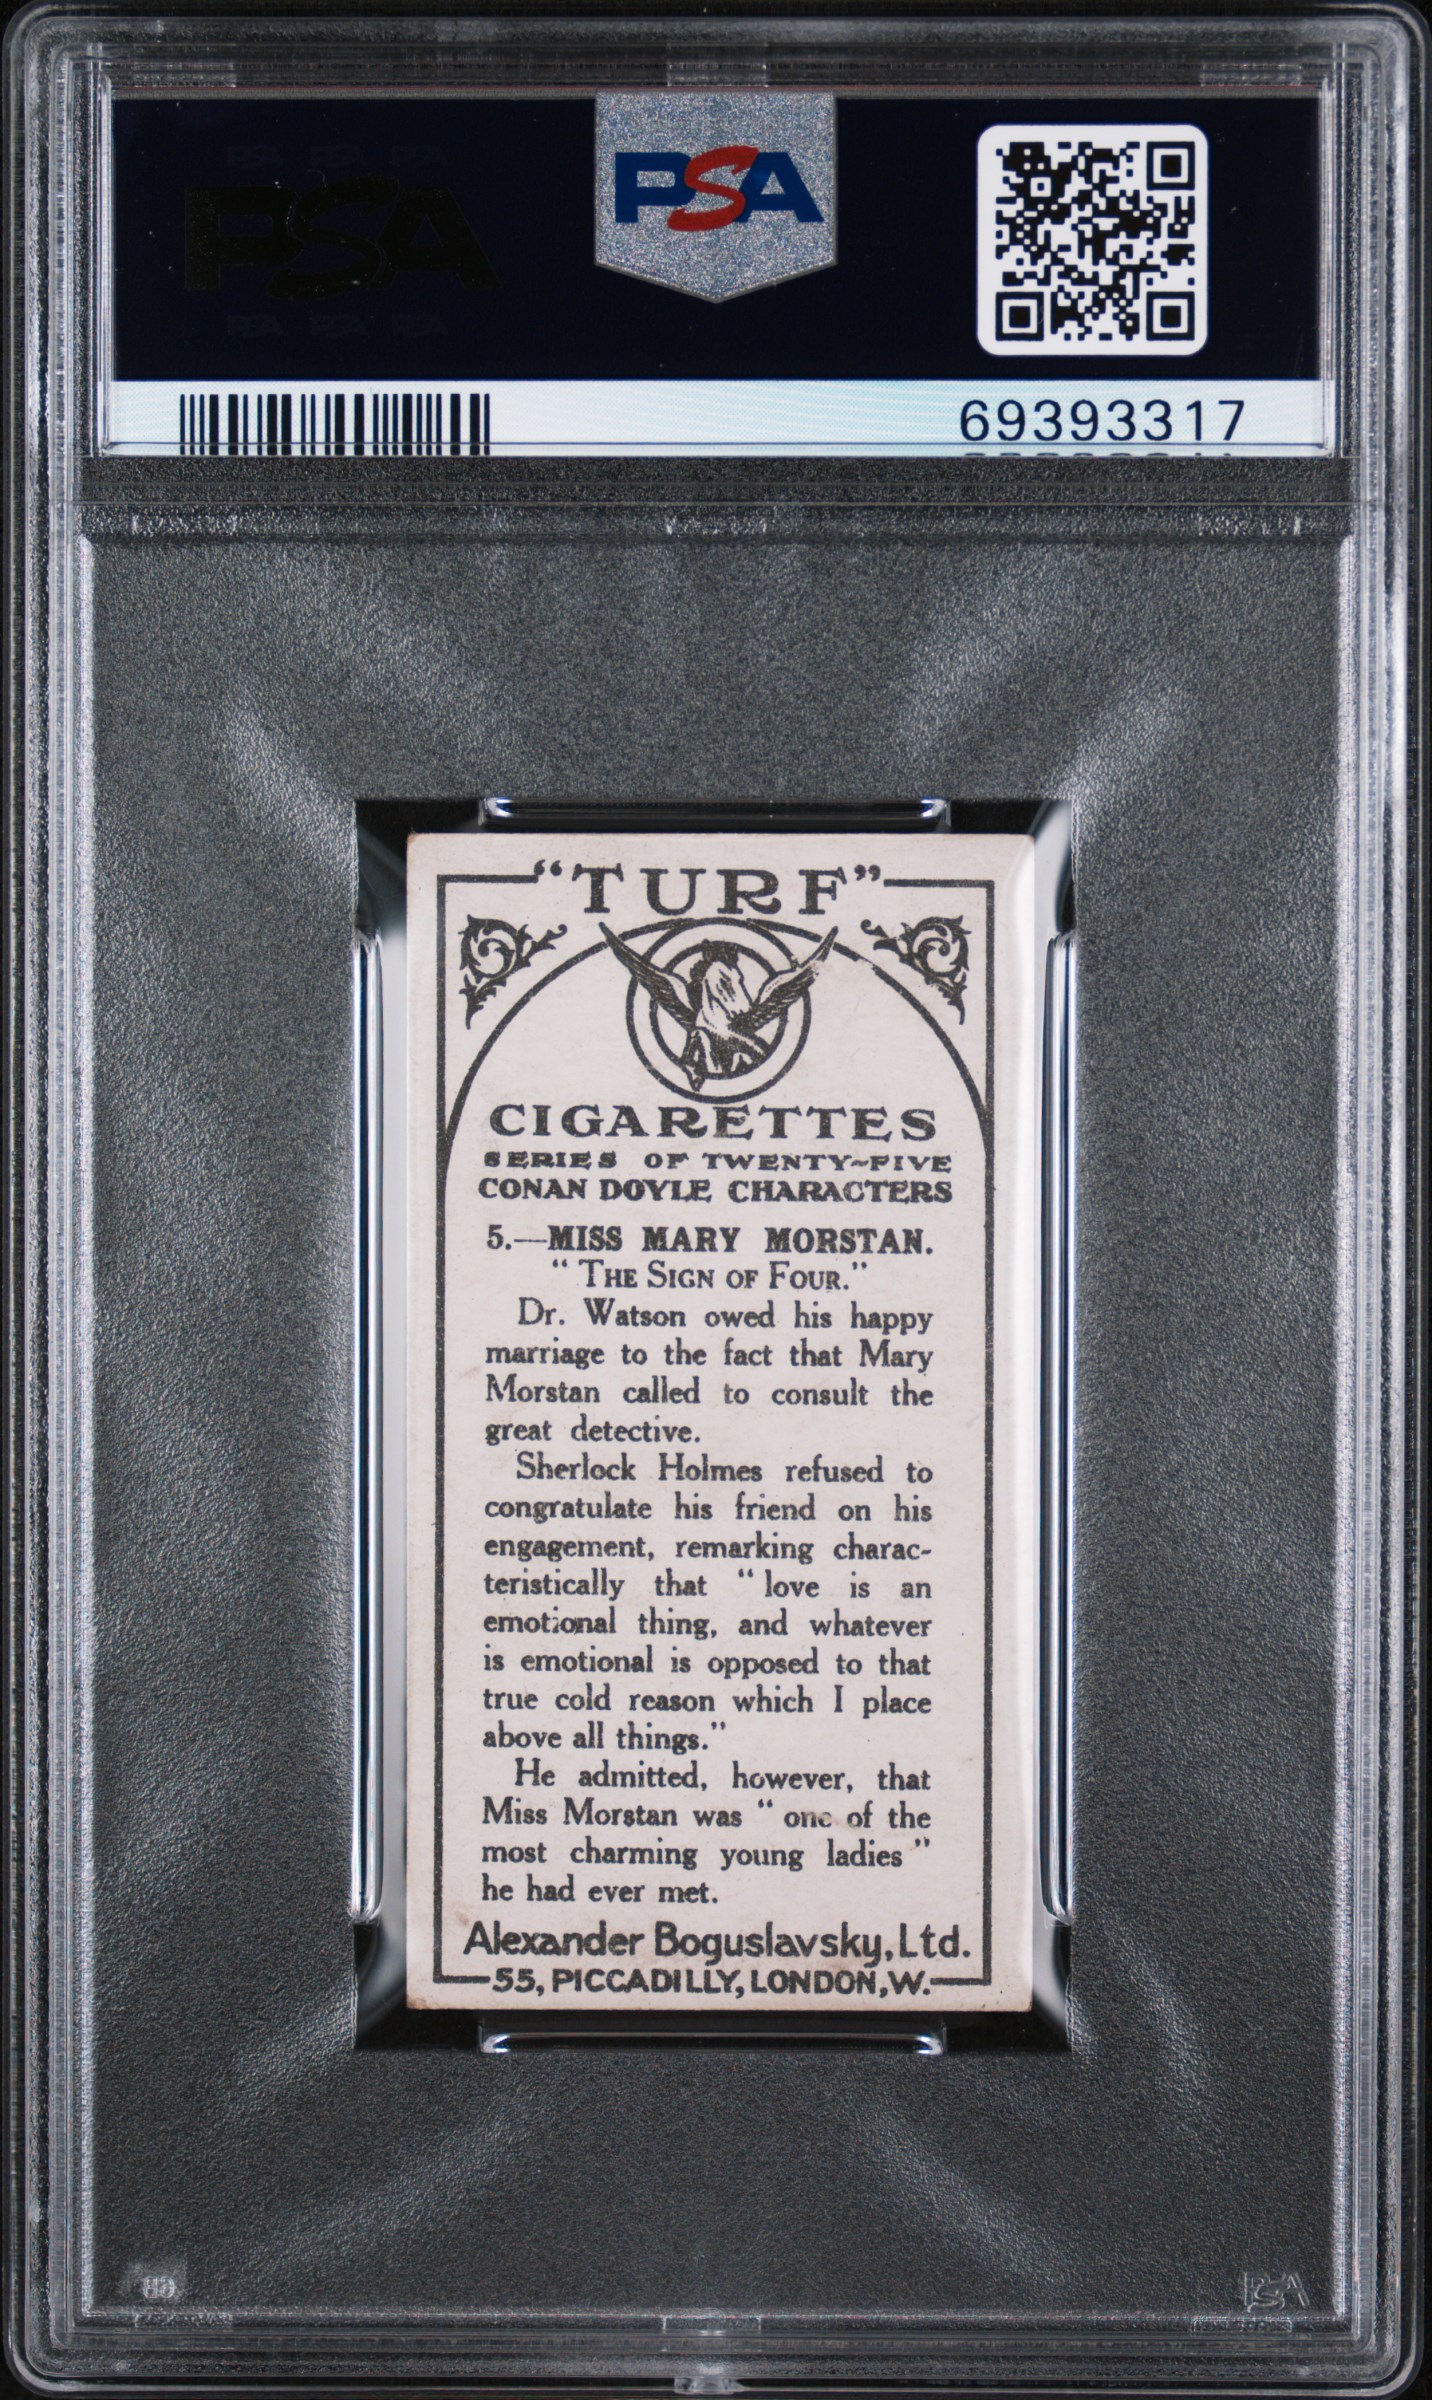 PSA
69393317
“TURF”
CIGARETTES
SERIES OF TWENTY-FIVE
CONAN DOYLE CHARACTERS
5.—MISS MARY MORSTAN.
“THE SIGN OF FOUR.”
Dr. Watson owed his happy
marriage to the fact that Mary
Morstan called to consult the
great detective.
Sherlock Holmes refused to
congratulate his friend on his
engagement, remarking charac-
teristically that “love is an
emotional thing, and whatever
is emotional is opposed to that
true cold reason which I place
above all things.”
He admitted, however, that
Miss Morstan was “one of the
most charming young ladies”
he had ever met.
Alexander Boguslavsky, Ltd.
55, PICCADILLY, LONDON, W.
PSA